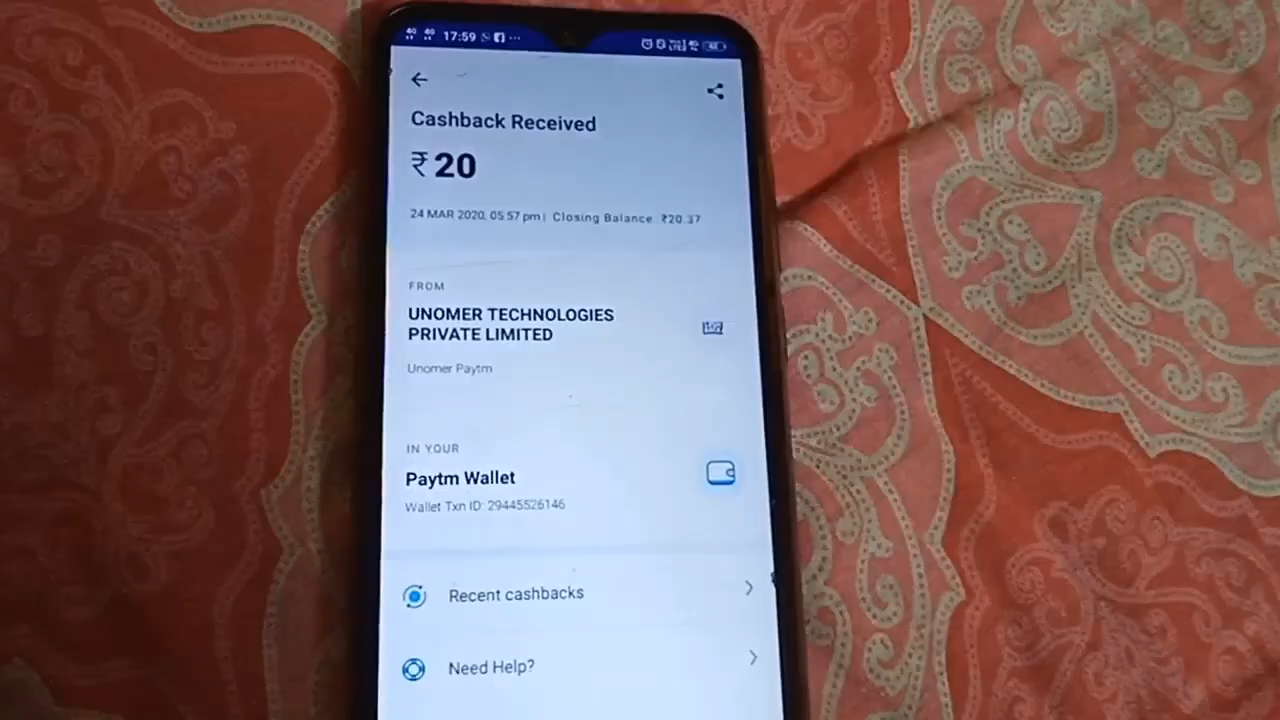 17:59
Cashback Received
₹20
24 MAR 2020, 05:57 pm | Closing Balance: ₹20.37
FROM
UNOMER TECHNOLOGIES
PRIVATE LIMITED
Unomer Paytm
IN YOUR
Paytm Wallet
Wallet Txn ID: 29445526146
Recent cashbacks
Need Help?